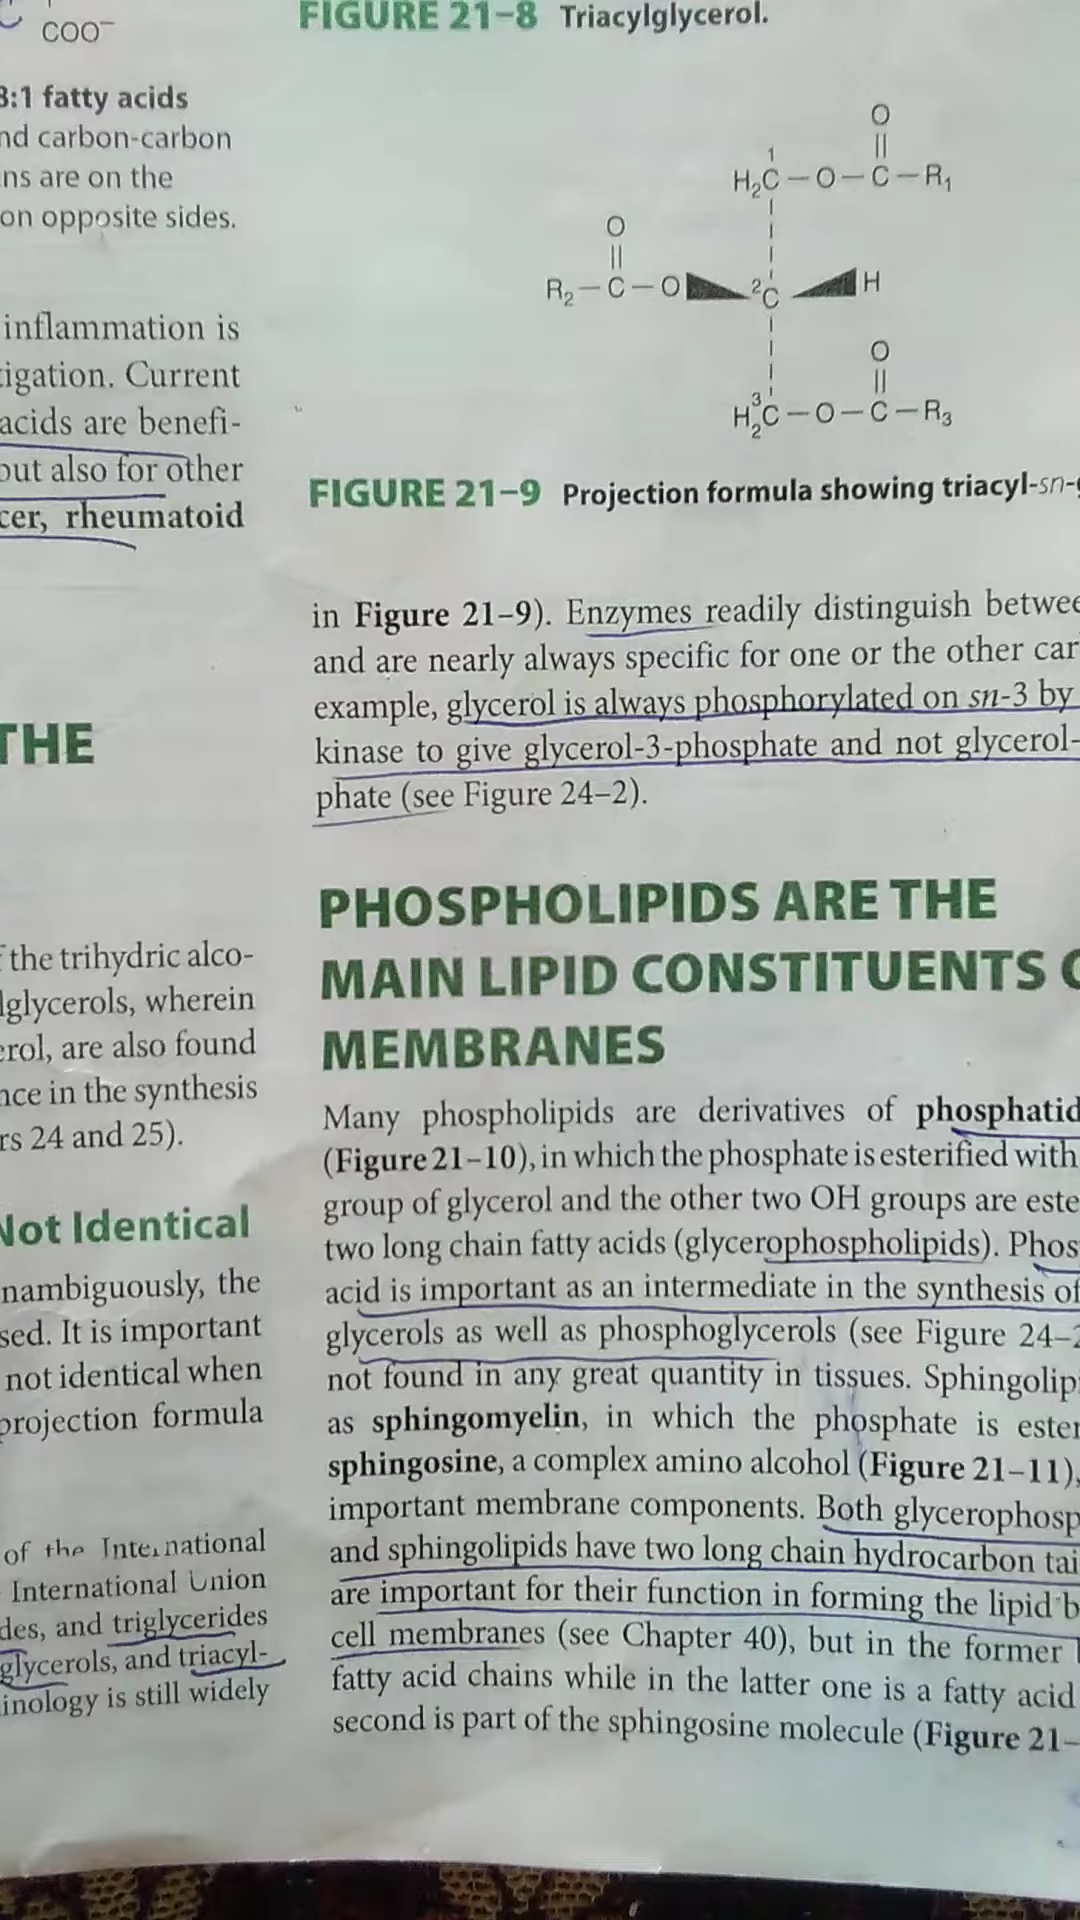 COO⁻
3:1 fatty acids
nd carbon-carbon
ns are on the
on opposite sides.
inflammation is
tigation. Current
acids are benefi-
out also for other
cer, rheumatoid
THE
f the trihydric alco-
lglycerols, wherein
erol, are also found
nce in the synthesis
rs 24 and 25).
Not Identical
nambiguously, the
sed. It is important
not identical when
projection formula
of the International
International Union
des, and triglycerides
glycerols, and triacyl-
inology is still widely
FIGURE 21–8 Triacylglycerol.
O
1
H₂C—O—C—R₁
O
R₂—C—O ²C H
O
3
H₂C—O—C—R₃
FIGURE 21–9 Projection formula showing triacyl-sn-g
in Figure 21–9). Enzymes readily distinguish betwee
and are nearly always specific for one or the other car
example, glycerol is always phosphorylated on sn-3 by
kinase to give glycerol-3-phosphate and not glycerol-
phate (see Figure 24–2).
PHOSPHOLIPIDS ARE THE
MAIN LIPID CONSTITUENTS O
MEMBRANES
Many phospholipids are derivatives of phosphatid
(Figure 21–10), in which the phosphate is esterified with
group of glycerol and the other two OH groups are este
two long chain fatty acids (glycerophospholipids). Phos
acid is important as an intermediate in the synthesis of
glycerols as well as phosphoglycerols (see Figure 24–2
not found in any great quantity in tissues. Sphingolip
as sphingomyelin, in which the phosphate is ester
sphingosine, a complex amino alcohol (Figure 21–11),
important membrane components. Both glycerophosp
and sphingolipids have two long chain hydrocarbon tai
are important for their function in forming the lipid b
cell membranes (see Chapter 40), but in the former
fatty acid chains while in the latter one is a fatty acid
second is part of the sphingosine molecule (Figure 21–